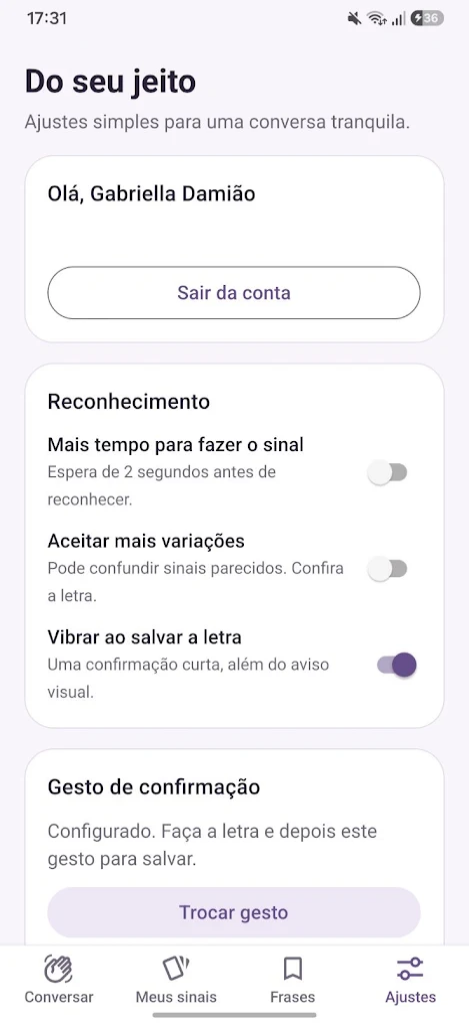 17:31
36
Do seu jeito
Ajustes simples para uma conversa tranquila.
Olá, Gabriella Damião
Sair da conta
Reconhecimento
Mais tempo para fazer o sinal
Espera de 2 segundos antes de
reconhecer.
Aceitar mais variações
Pode confundir sinais parecidos. Confira
a letra.
Vibrar ao salvar a letra
Uma confirmação curta, além do aviso
visual.
Gesto de confirmação
Configurado. Faça a letra e depois este
gesto para salvar.
Trocar gesto
Conversar
Meus sinais
Frases
Ajustes